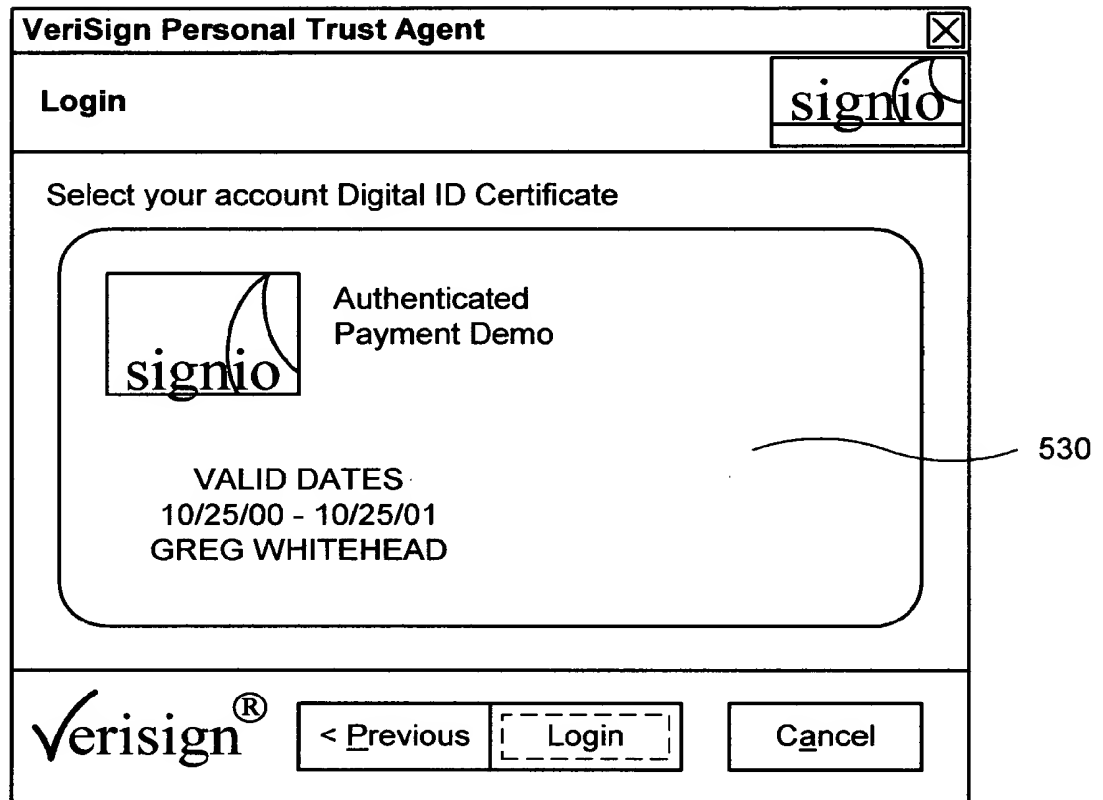 VeriSign Personal Trust Agent
Login
signio
Select your account Digital ID Certificate
signio
Authenticated
Payment Demo
530
VALID DATES
10/25/00 - 10/25/01
GREG WHITEHEAD
Verisign®
< Previous
Login
Cancel